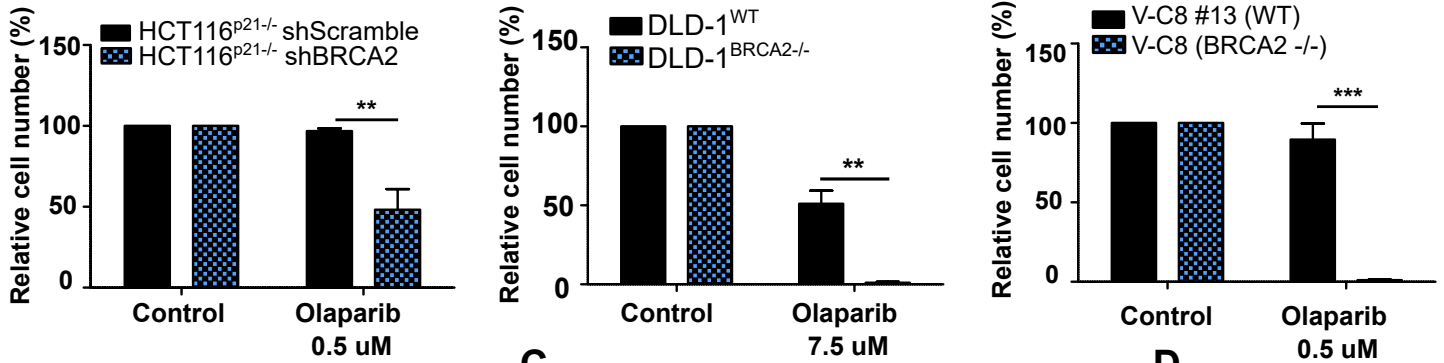 Relative cell number (%)
HCT116p21-/- shScramble
HCT116p21-/- shBRCA2
150
100
50
0
**
Control
Olaparib
0.5 uM
Relative cell number (%)
DLD-1WT
DLD-1BRCA2-/-
150
100
50
0
**
Control
Olaparib
7.5 uM
Relative cell number (%)
V-C8 #13 (WT)
V-C8 (BRCA2 -/-)
150
100
50
0
***
Control
Olaparib
0.5 uM